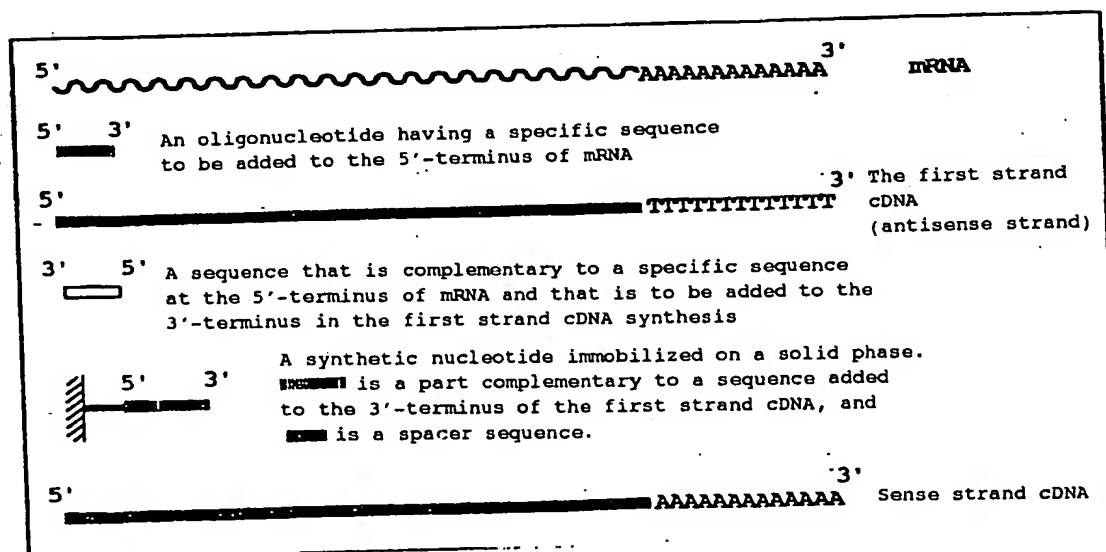 5' 3'
AAAAAAAAAAAAA mRNA
5' 3' An oligonucleotide having a specific sequence
to be added to the 5'-terminus of mRNA
5' 3' The first strand
TTTTTTTTTTTTT cDNA
(antisense strand)
3' 5' A sequence that is complementary to a specific sequence
at the 5'-terminus of mRNA and that is to be added to the
3'-terminus in the first strand cDNA synthesis
A synthetic nucleotide immobilized on a solid phase.
5' 3' is a part complementary to a sequence added
to the 3'-terminus of the first strand cDNA, and
is a spacer sequence.
5' 3'
AAAAAAAAAAAAA Sense strand cDNA